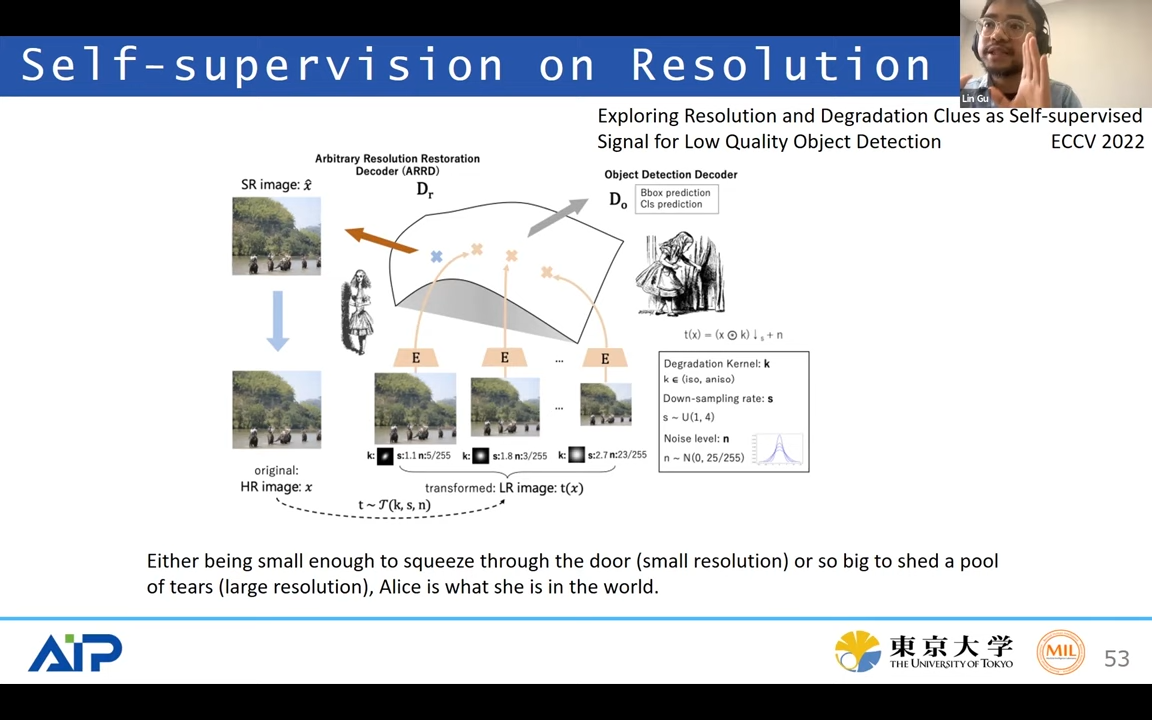 Self-supervision on Resolution
Lin Gu
Exploring Resolution and Degradation Clues as Self-supervised
Signal for Low Quality Object Detection ECCV 2022
Arbitrary Resolution Restoration
Decoder (ARRD)
Dr
SR image: x̂
Object Detection Decoder
Do
Bbox prediction
Cls prediction
t(x) = (x ⊙ k) ↓s + n
E E ... E
...
Degradation Kernel: k
k ∈ (iso, aniso)
Down-sampling rate: s
s ~ U(1, 4)
Noise level: n
n ~ N(0, 25/255)
k: s:1.1 n:5/255 k: s:1.8 n:3/255 k: s:2.7 n:23/255
original:
HR image: x
transformed: LR image: t(x)
t ~ 𝒯(k, s, n)
Either being small enough to squeeze through the door (small resolution) or so big to shed a pool
of tears (large resolution), Alice is what she is in the world.
AIP
東京大学
THE UNIVERSITY OF TOKYO
MIL
53